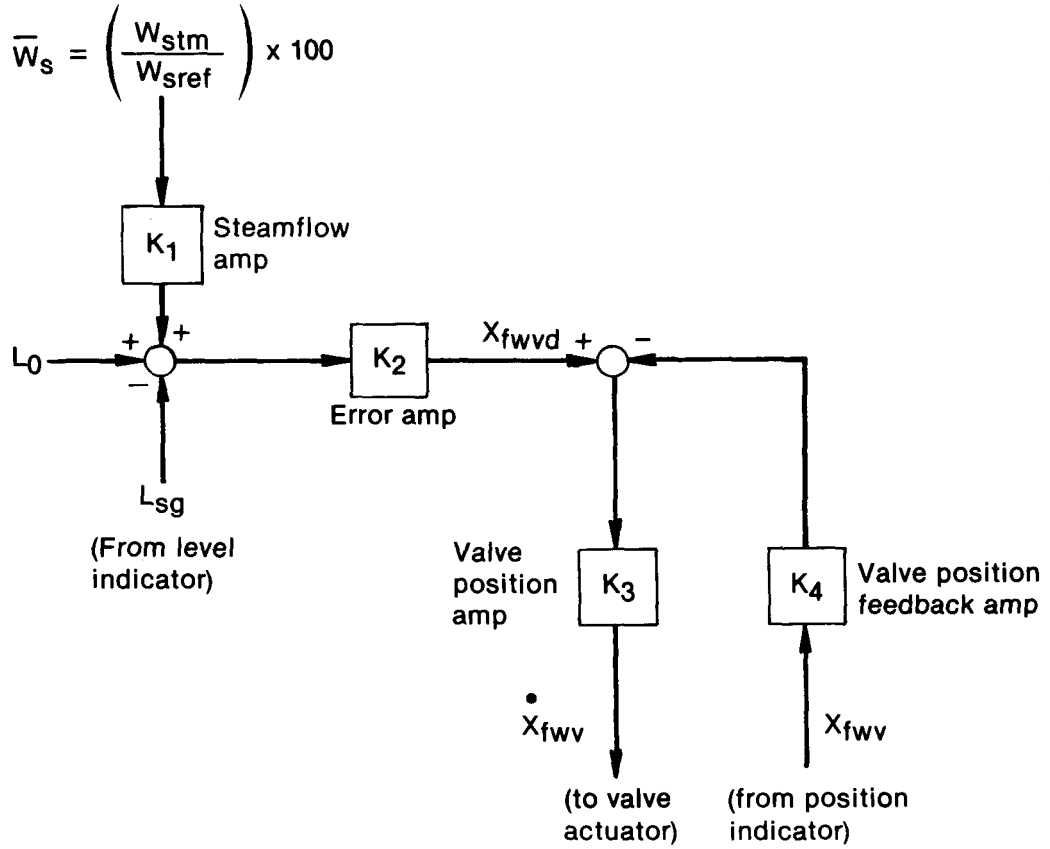 W̅s = (Wstm / Wsref) x 100
K1
Steamflow
amp
+
+
L0
−
K2
Error amp
Xfwvd
+
-
Lsg
(From level
indicator)
Valve
position
amp
K3
K4
Valve position
feedback amp
Ẋfwv
Xfwv
(to valve
actuator)
(from position
indicator)